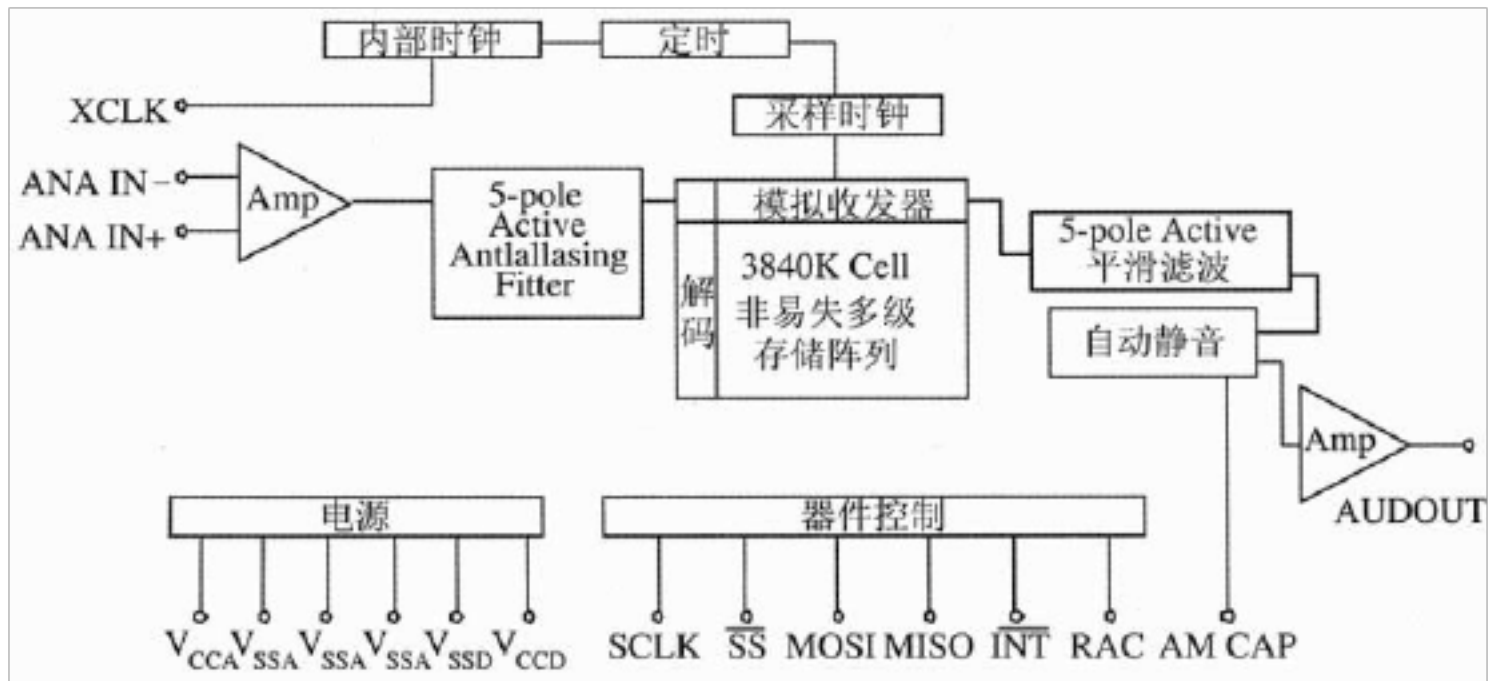 内部时钟
定时
XCLK
采样时钟
ANA IN−
ANA IN+
Amp
5-pole
Active
Antlallasing
Fitter
模拟收发器
解码
3840K Cell
非易失多级
存储阵列
5-pole Active
平滑滤波
自动静音
Amp
AUDOUT
电源
器件控制
VCCA VSSA VSSA VSSA VSSD VCCD
SCLK SS MOSI MISO INT RAC AM CAP